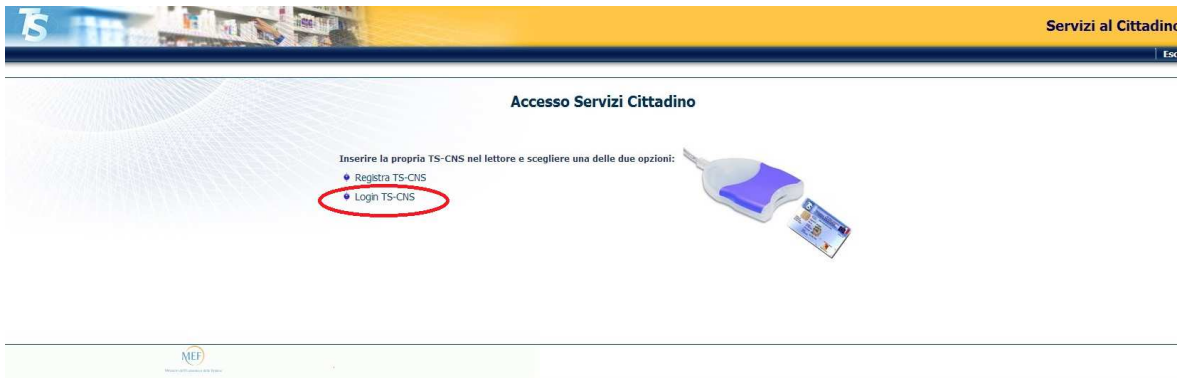 TS
Servizi al Cittadino
Esc
Accesso Servizi Cittadino
Inserire la propria TS-CNS nel lettore e scegliere una delle due opzioni:
Registra TS-CNS
Login TS-CNS
MEF